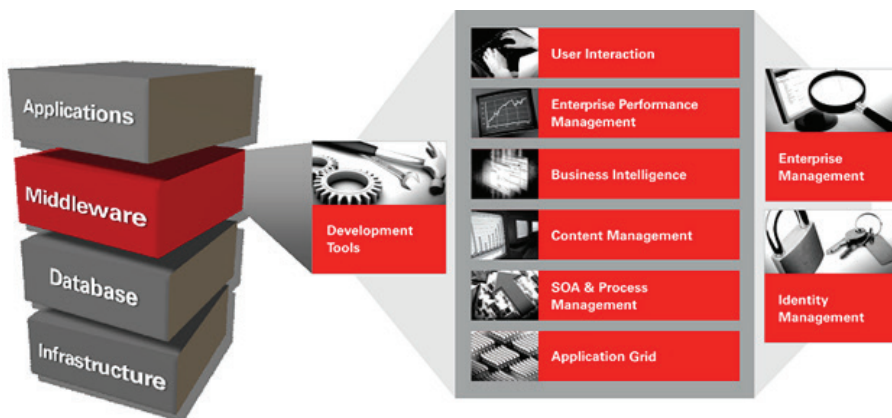 Applications
Middleware
Database
Infrastructure
Development
Tools
User Interaction
Enterprise Performance
Management
Business Intelligence
Content Management
SOA & Process
Management
Application Grid
Enterprise
Management
Identity
Management